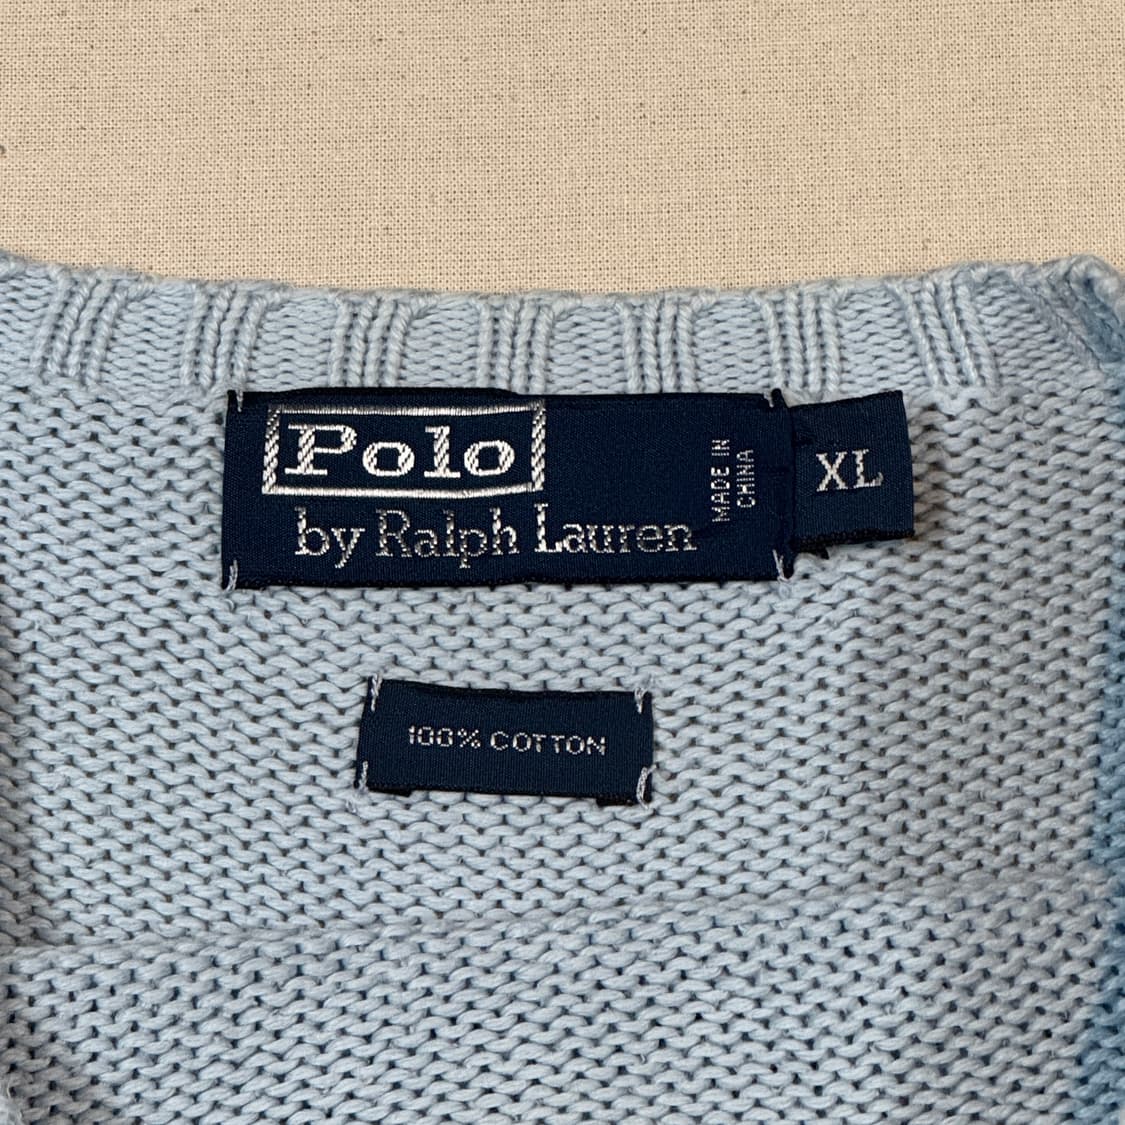 Polo
by Ralph Lauren
MADE IN
CHINA
XL
100% COTTON